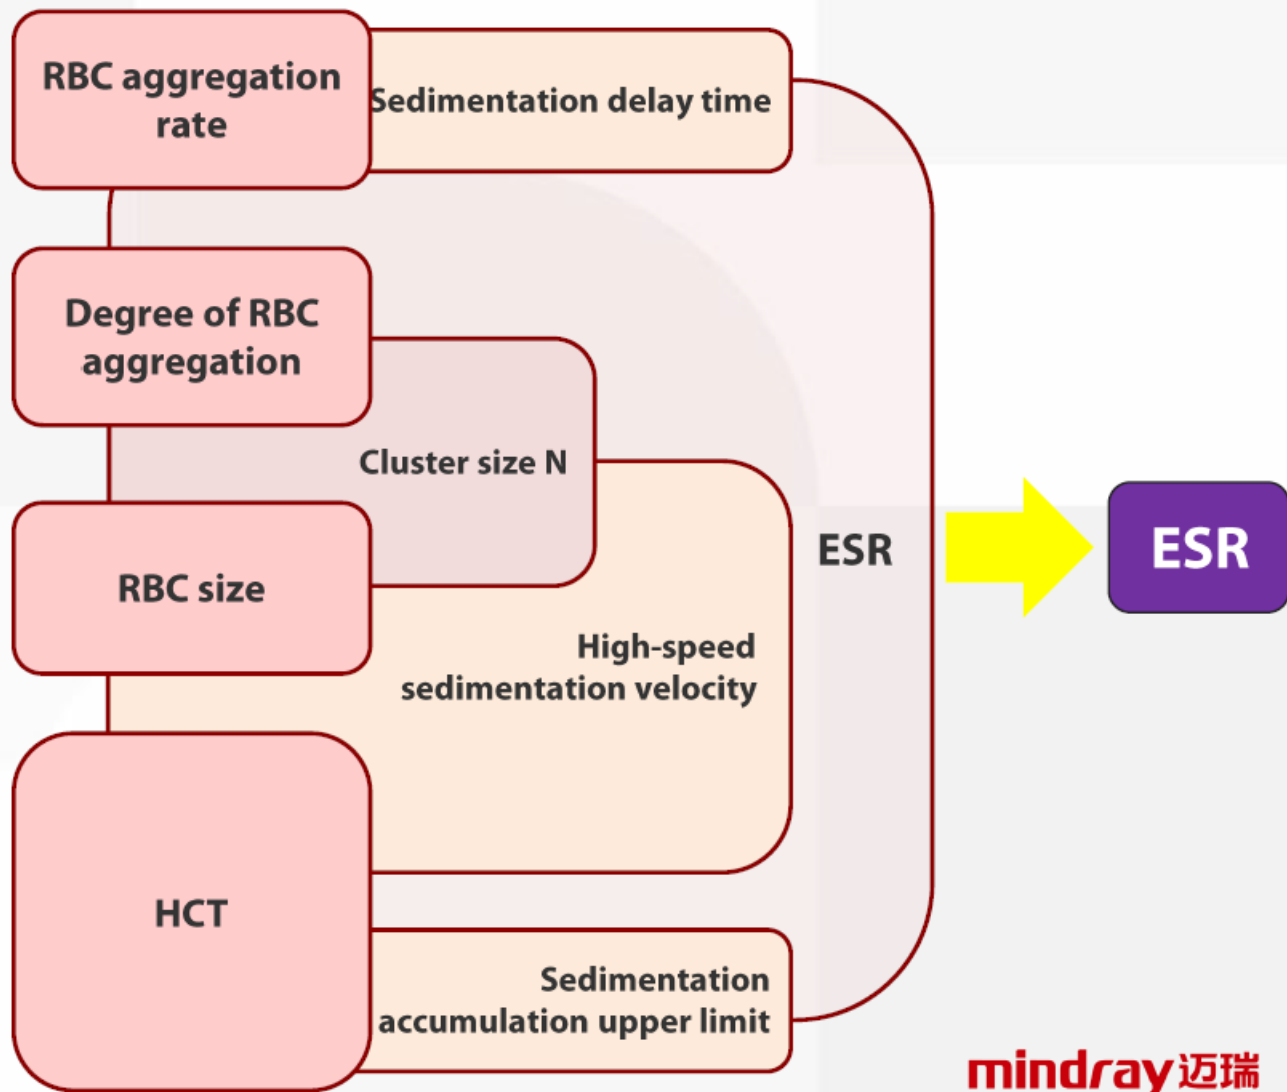 RBC aggregation
rate
Sedimentation delay time
Degree of RBC
aggregation
Cluster size N
RBC size
High-speed
sedimentation velocity
HCT
Sedimentation
accumulation upper limit
ESR
ESR
mindray迈瑞